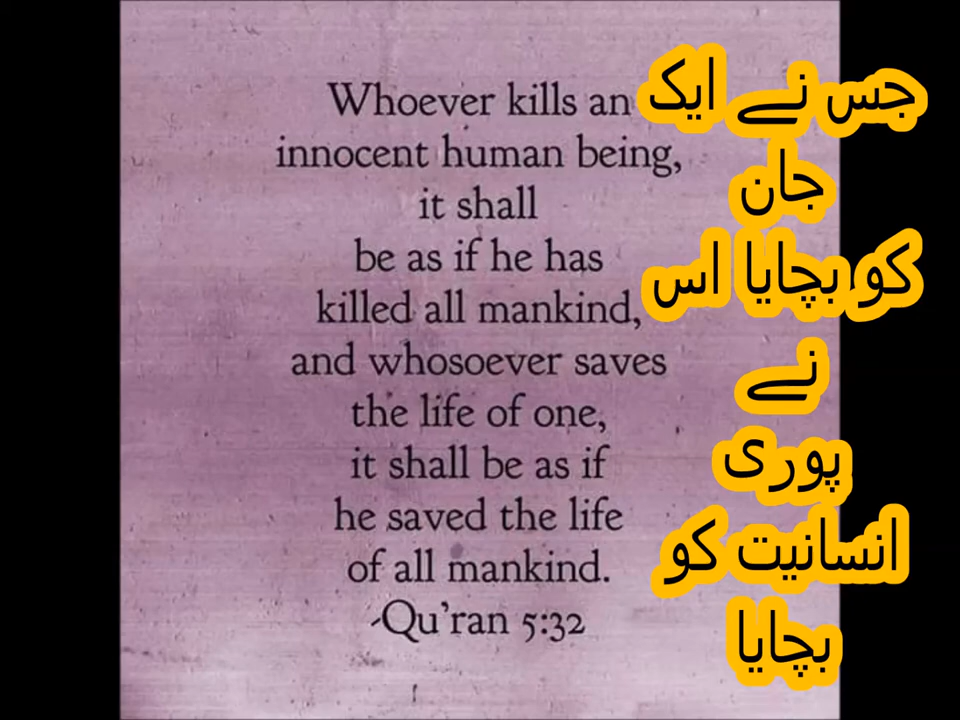 Whoever kills an
innocent human being,
it shall
be as if he has
killed all mankind,
and whosoever saves
the life of one,
it shall be as if
he saved the life
of all mankind.
-Qu'ran 5:32
جس نے ایک
جان
کو بچایا اس
نے
پوری
انسانیت کو
بچایا